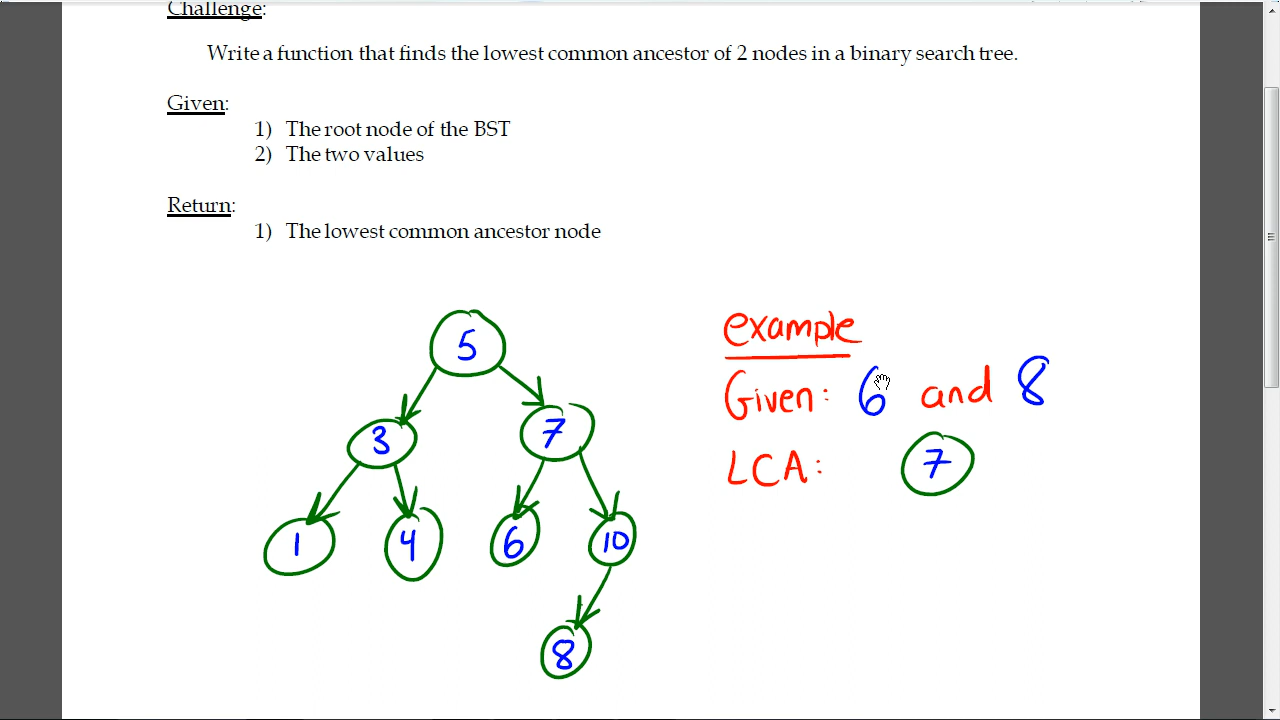 Challenge:
Write a function that finds the lowest common ancestor of 2 nodes in a binary search tree.
Given:
1) The root node of the BST
2) The two values
Return:
1) The lowest common ancestor node
example
Given: 6 and 8
LCA: 7
5
3 7
1 4 6 10
8